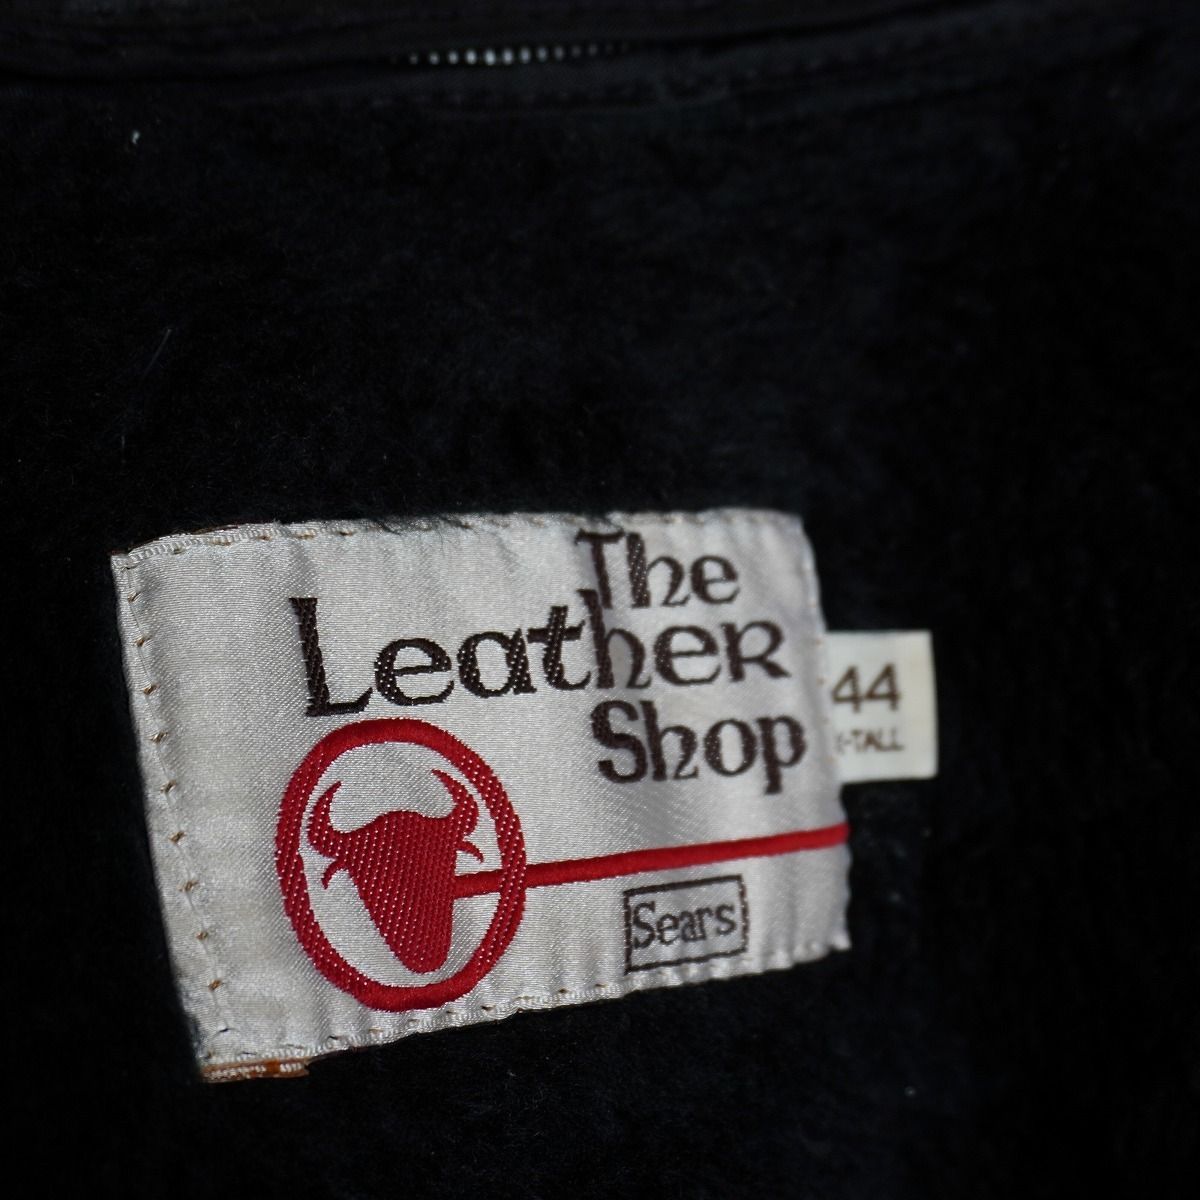 The
Leather
Shop
44
-TALL
Sears